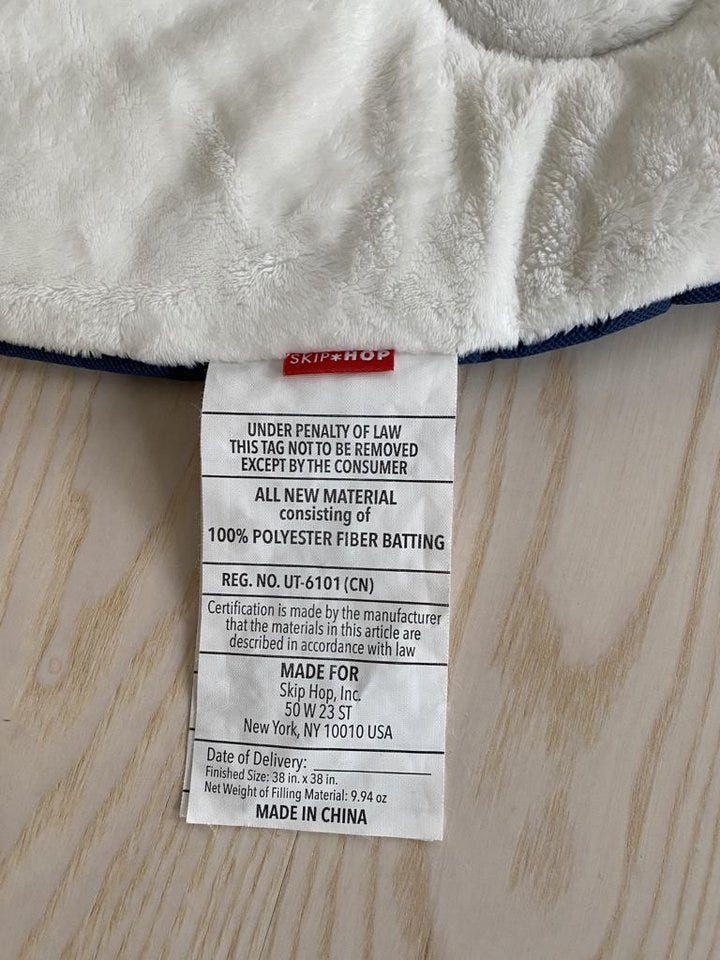 SKIP*HOP
UNDER PENALTY OF LAW
THIS TAG NOT TO BE REMOVED
EXCEPT BY THE CONSUMER
ALL NEW MATERIAL
consisting of
100% POLYESTER FIBER BATTING
REG. NO. UT-6101 (CN)
Certification is made by the manufacturer
that the materials in this article are
described in accordance with law
MADE FOR
Skip Hop, Inc.
50 W 23 ST
New York, NY 10010 USA
Date of Delivery:
Finished Size: 38 in. x 38 in.
Net Weight of Filling Material: 9.94 oz
MADE IN CHINA